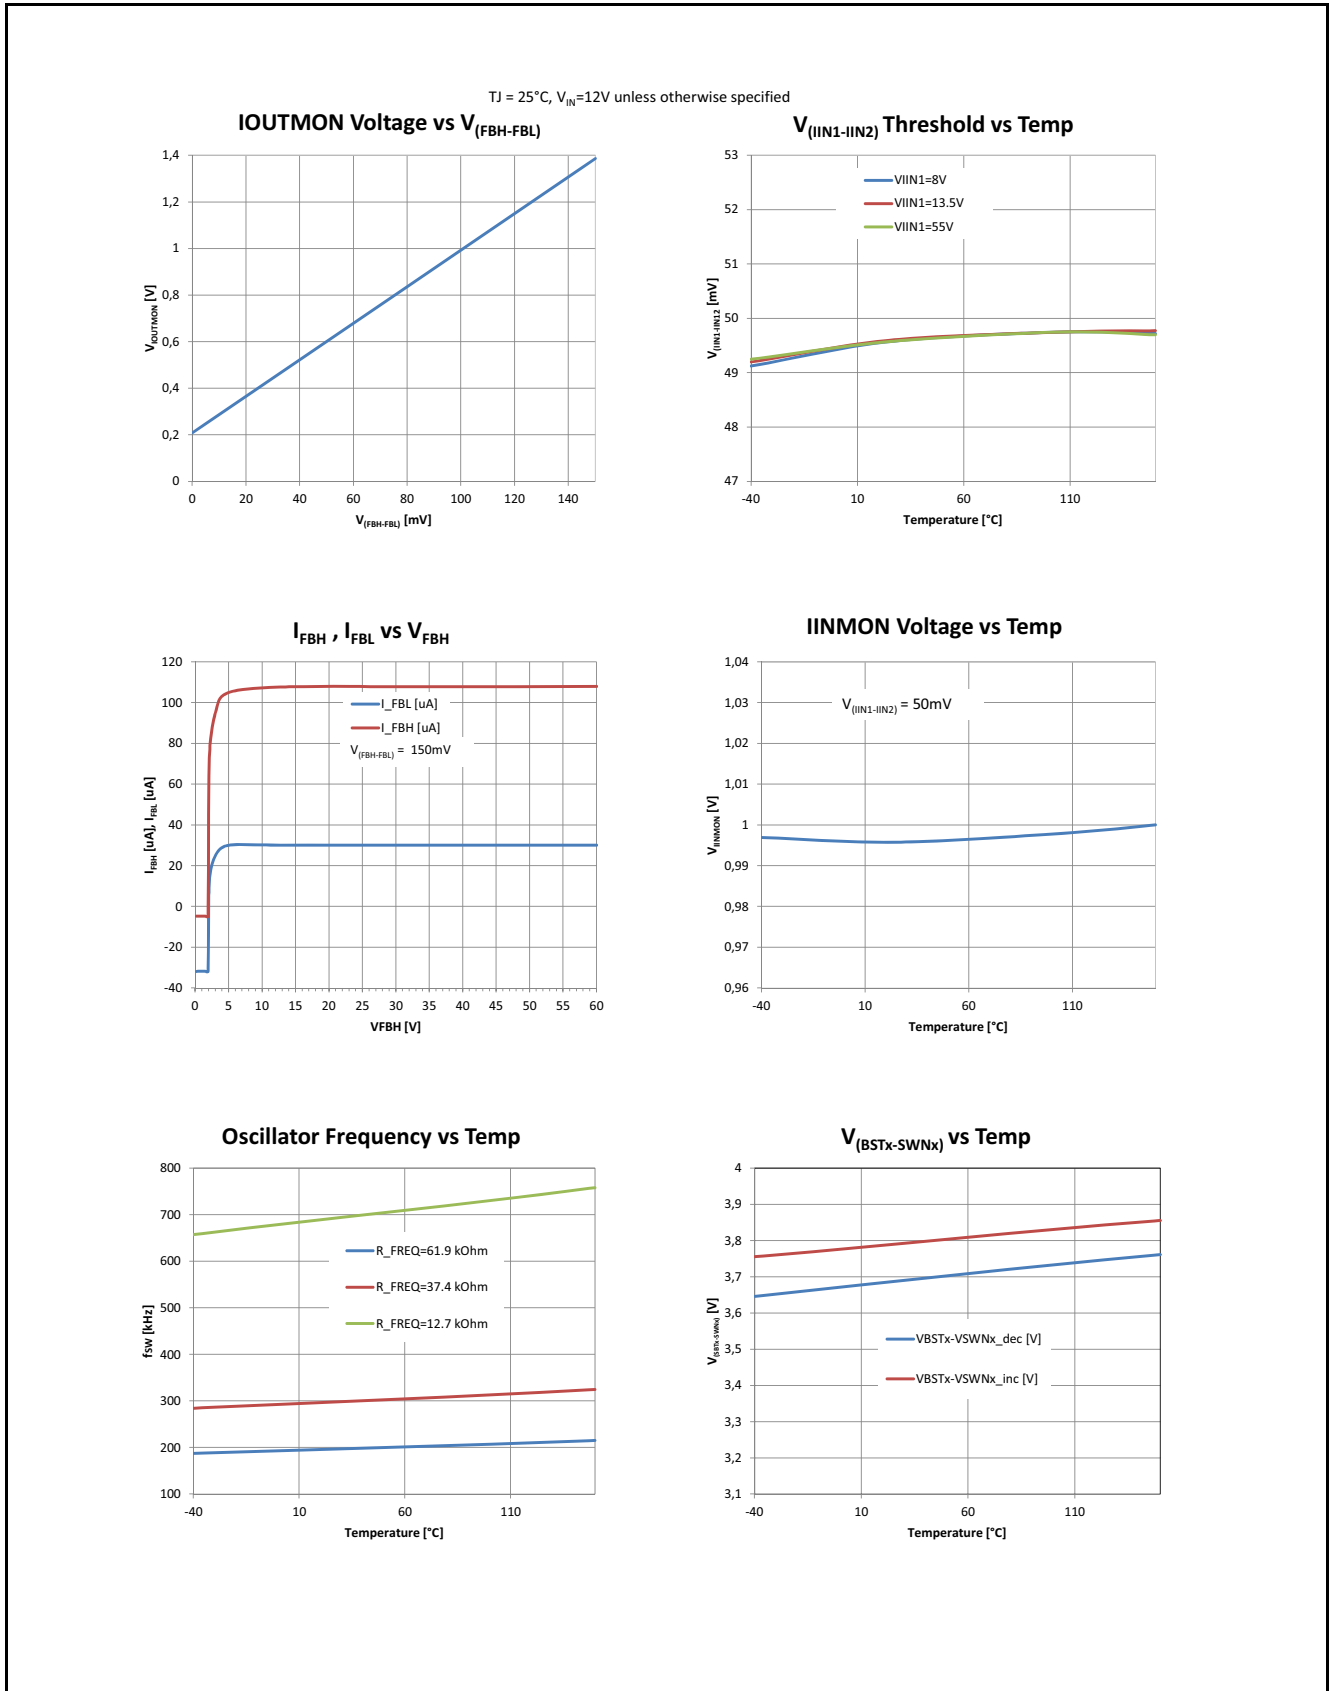 TJ = 25°C, VIN=12V unless otherwise specified
IOUTMON Voltage vs V(FBH-FBL)
1,4
1,2
1
0,8
0,6
0,4
0,2
0
VIOUTMON [V]
0 20 40 60 80 100 120 140
V(FBH-FBL) [mV]
V(IIN1-IIN2) Threshold vs Temp
53
52
51
50
49
48
47
V(IIN1-IIN12 [mV]
VIIN1=8V
VIIN1=13.5V
VIIN1=55V
-40 10 60 110
Temperature [°C]
IFBH , IFBL vs VFBH
120
100
80
60
40
20
0
-20
-40
IFBH [uA], IFBL [uA]
I_FBL [uA]
I_FBH [uA]
V(FBH-FBL) = 150mV
0 5 10 15 20 25 30 35 40 45 50 55 60
VFBH [V]
IINMON Voltage vs Temp
1,04
1,03
1,02
1,01
1
0,99
0,98
0,97
0,96
VIINMON [V]
V(IIN1-IIN2) = 50mV
-40 10 60 110
Temperature [°C]
Oscillator Frequency vs Temp
800
700
600
500
400
300
200
100
fsw [kHz]
R_FREQ=61.9 kOhm
R_FREQ=37.4 kOhm
R_FREQ=12.7 kOhm
-40 10 60 110
Temperature [°C]
V(BSTx-SWNx) vs Temp
4
3,9
3,8
3,7
3,6
3,5
3,4
3,3
3,2
3,1
V(SBTx-SWNx) [V]
VBSTx-VSWNx_dec [V]
VBSTx-VSWNx_inc [V]
-40 10 60 110
Temperature [°C]